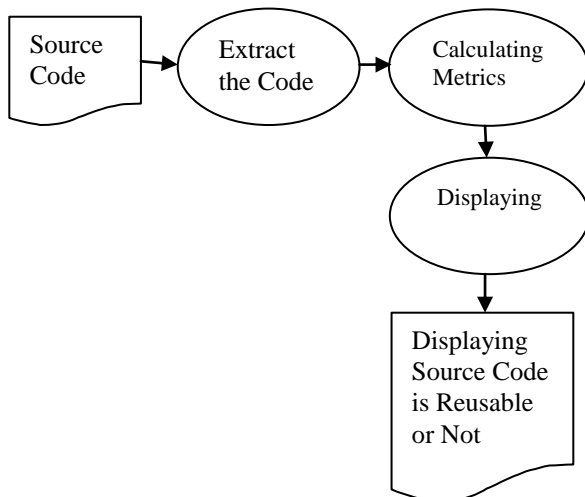 Source
Code
Extract
the Code
Calculating
Metrics
Displaying
Displaying
Source Code
is Reusable
or Not